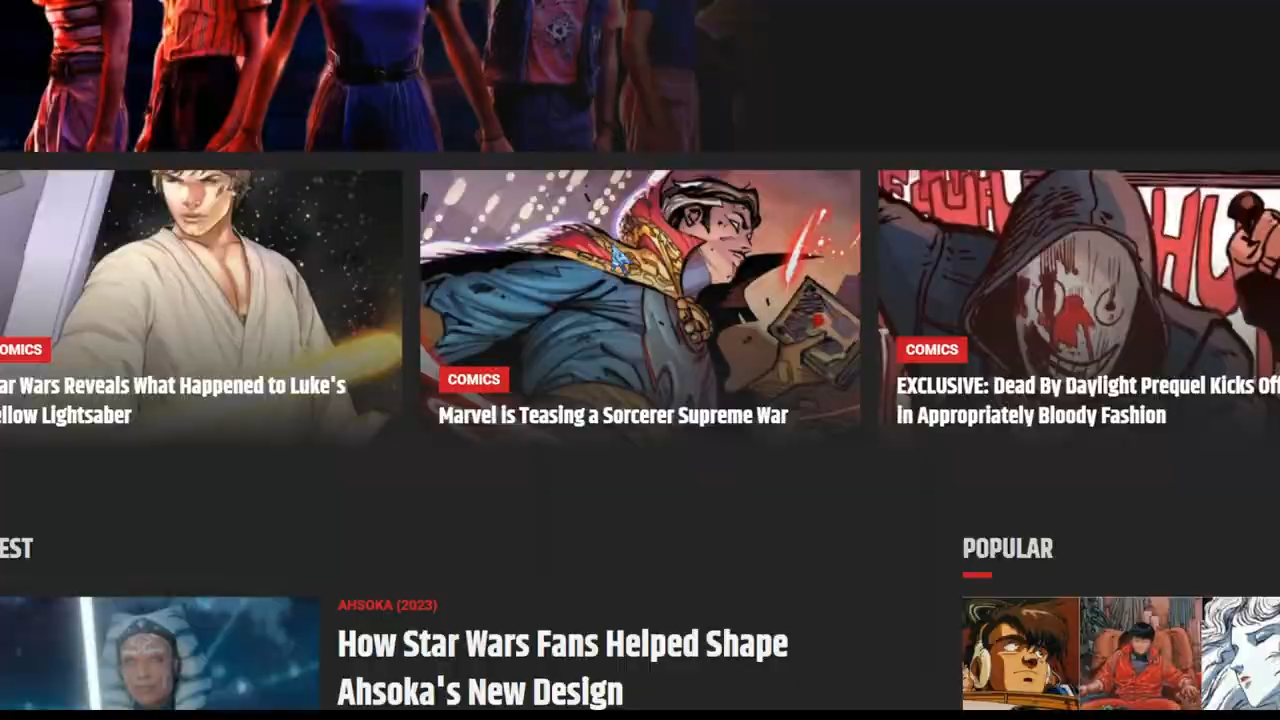 OMICS
ar Wars Reveals What Happened to Luke's
ellow Lightsaber
COMICS
Marvel is Teasing a Sorcerer Supreme War
COMICS
EXCLUSIVE: Dead By Daylight Prequel Kicks Off
in Appropriately Bloody Fashion
EST
AHSOKA (2023)
How Star Wars Fans Helped Shape
Ahsoka's New Design
POPULAR